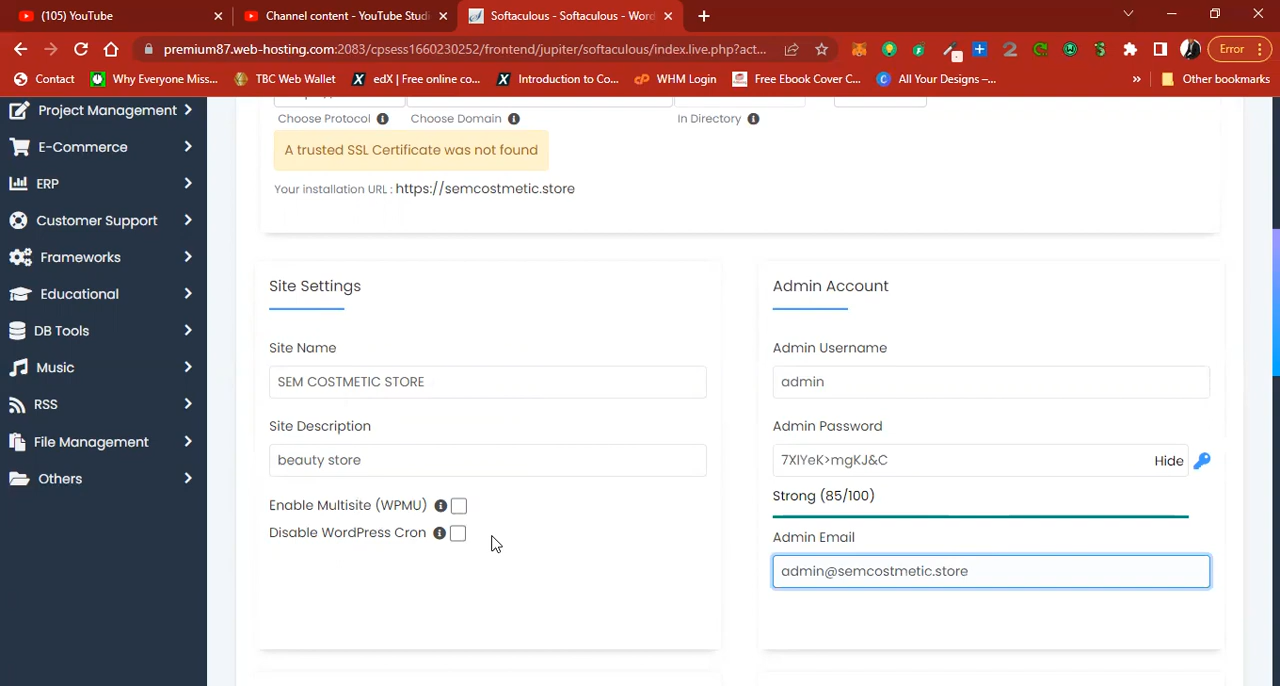 (105) YouTube
Channel content - YouTube Studi
Softaculous - Softaculous - Word
premium87.web-hosting.com:2083/cpsess1660230252/frontend/jupiter/softaculous/index.live.php?act...
Error
Contact
Why Everyone Miss...
TBC Web Wallet
edX | Free online co...
Introduction to Co...
WHM Login
Free Ebook Cover C...
All Your Designs –...
»
Other bookmarks
Project Management
E-Commerce
ERP
Customer Support
Frameworks
Educational
DB Tools
Music
RSS
File Management
Others
Choose Protocol
Choose Domain
In Directory
A trusted SSL Certificate was not found
Your installation URL : https://semcostmetic.store
Site Settings
Site Name
SEM COSTMETIC STORE
Site Description
beauty store
Enable Multisite (WPMU)
Disable WordPress Cron
Admin Account
Admin Username
admin
Admin Password
7XlYeK>mgKJ&C
Hide
Strong (85/100)
Admin Email
admin@semcostmetic.store